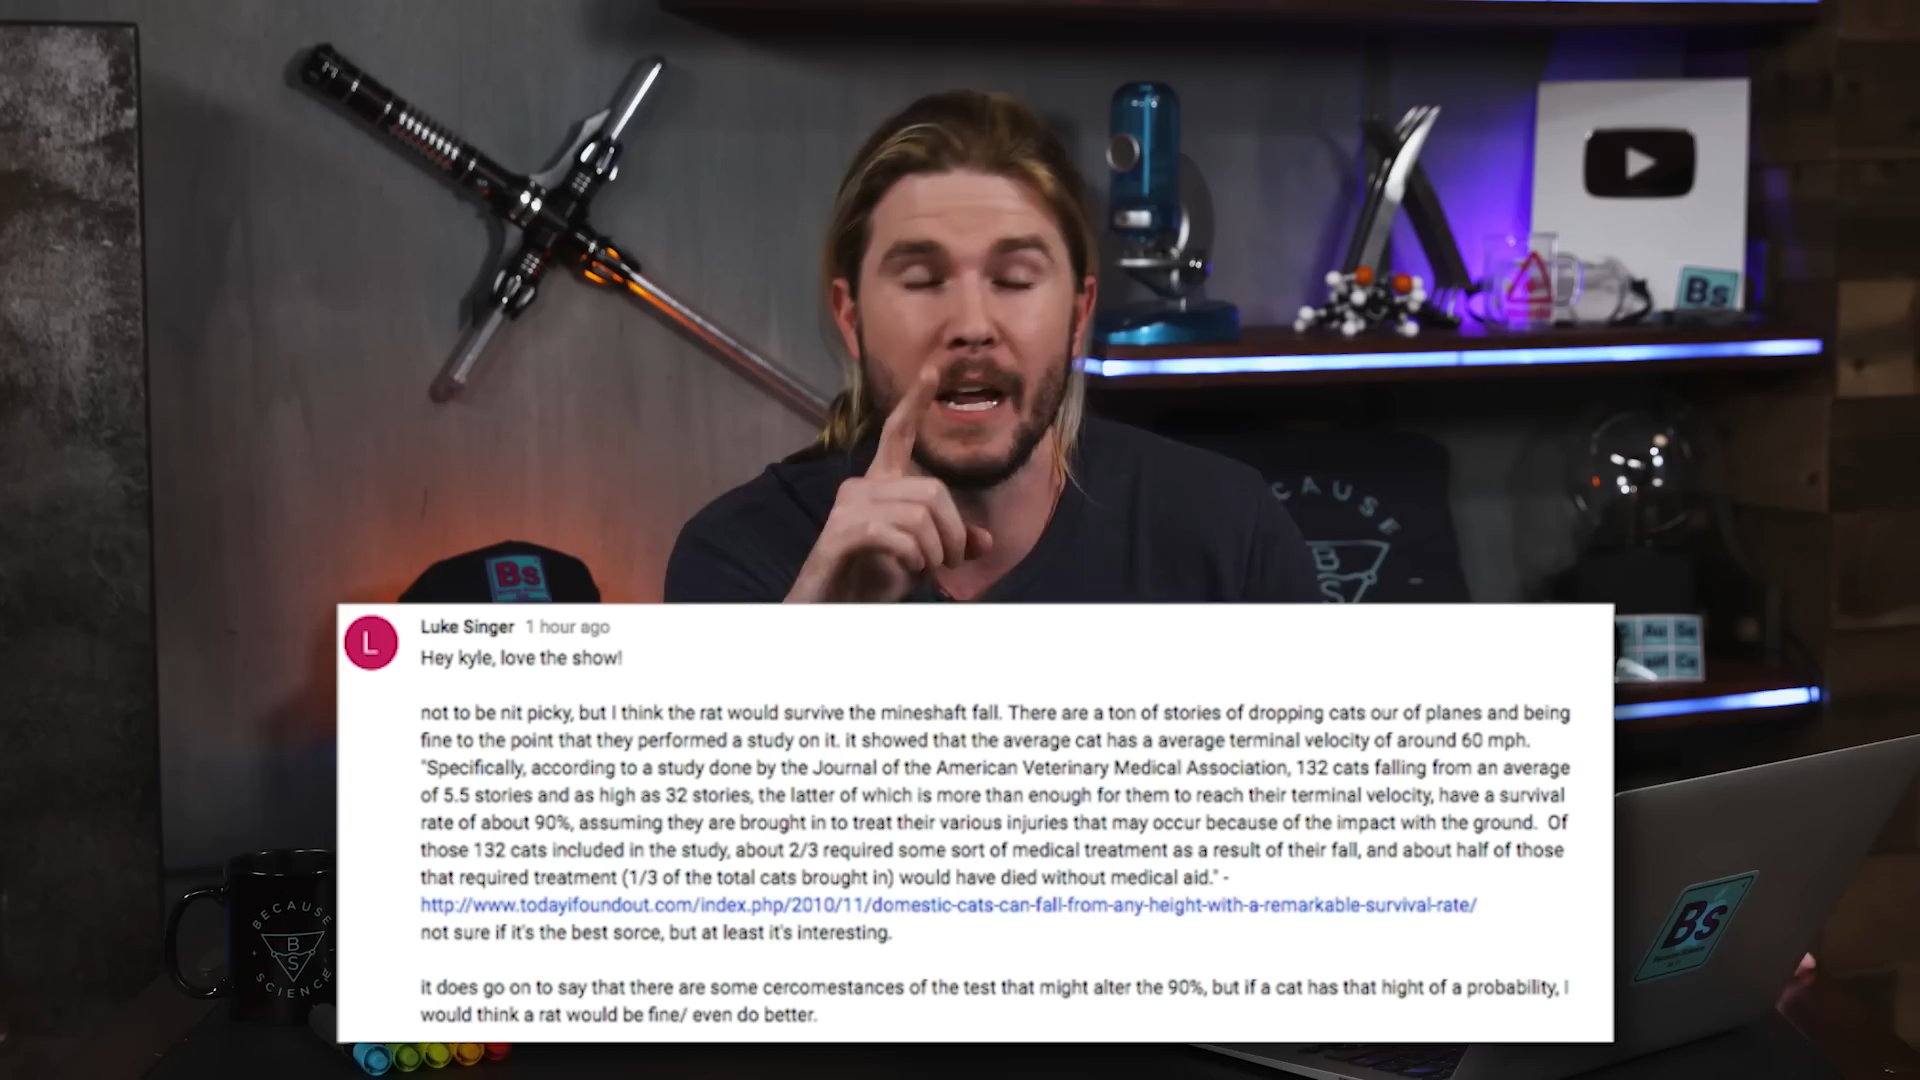 Bs
CAUSE
B
S
Bs
Au
BECAUSE
B
S
SCIENCE
Bs
Luke Singer 1 hour ago
L
Hey kyle, love the show!
not to be nit picky, but I think the rat would survive the mineshaft fall. There are a ton of stories of dropping cats our of planes and being
fine to the point that they performed a study on it. it showed that the average cat has a average terminal velocity of around 60 mph.
"Specifically, according to a study done by the Journal of the American Veterinary Medical Association, 132 cats falling from an average
of 5.5 stories and as high as 32 stories, the latter of which is more than enough for them to reach their terminal velocity, have a survival
rate of about 90%, assuming they are brought in to treat their various injuries that may occur because of the impact with the ground. Of
those 132 cats included in the study, about 2/3 required some sort of medical treatment as a result of their fall, and about half of those
that required treatment (1/3 of the total cats brought in) would have died without medical aid." -
http://www.todayifoundout.com/index.php/2010/11/domestic-cats-can-fall-from-any-height-with-a-remarkable-survival-rate/
not sure if it's the best sorce, but at least it's interesting.
it does go on to say that there are some cercomestances of the test that might alter the 90%, but if a cat has that hight of a probability, I
would think a rat would be fine/ even do better.